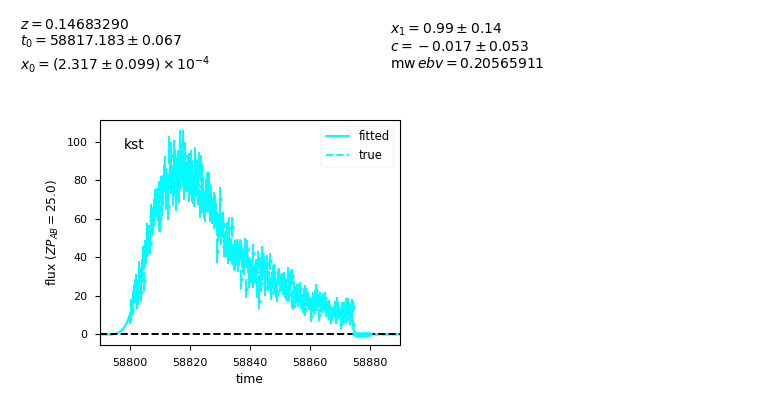 z = 0.14683290
t₀ = 58817.183 ± 0.067
x₀ = (2.317 ± 0.099) × 10⁻⁴
x₁ = 0.99 ± 0.14
c = −0.017 ± 0.053
mw ebv = 0.20565911
kst
fitted
true
flux (ZP_AB = 25.0)
100
80
60
40
20
0
58800 58820 58840 58860 58880
time